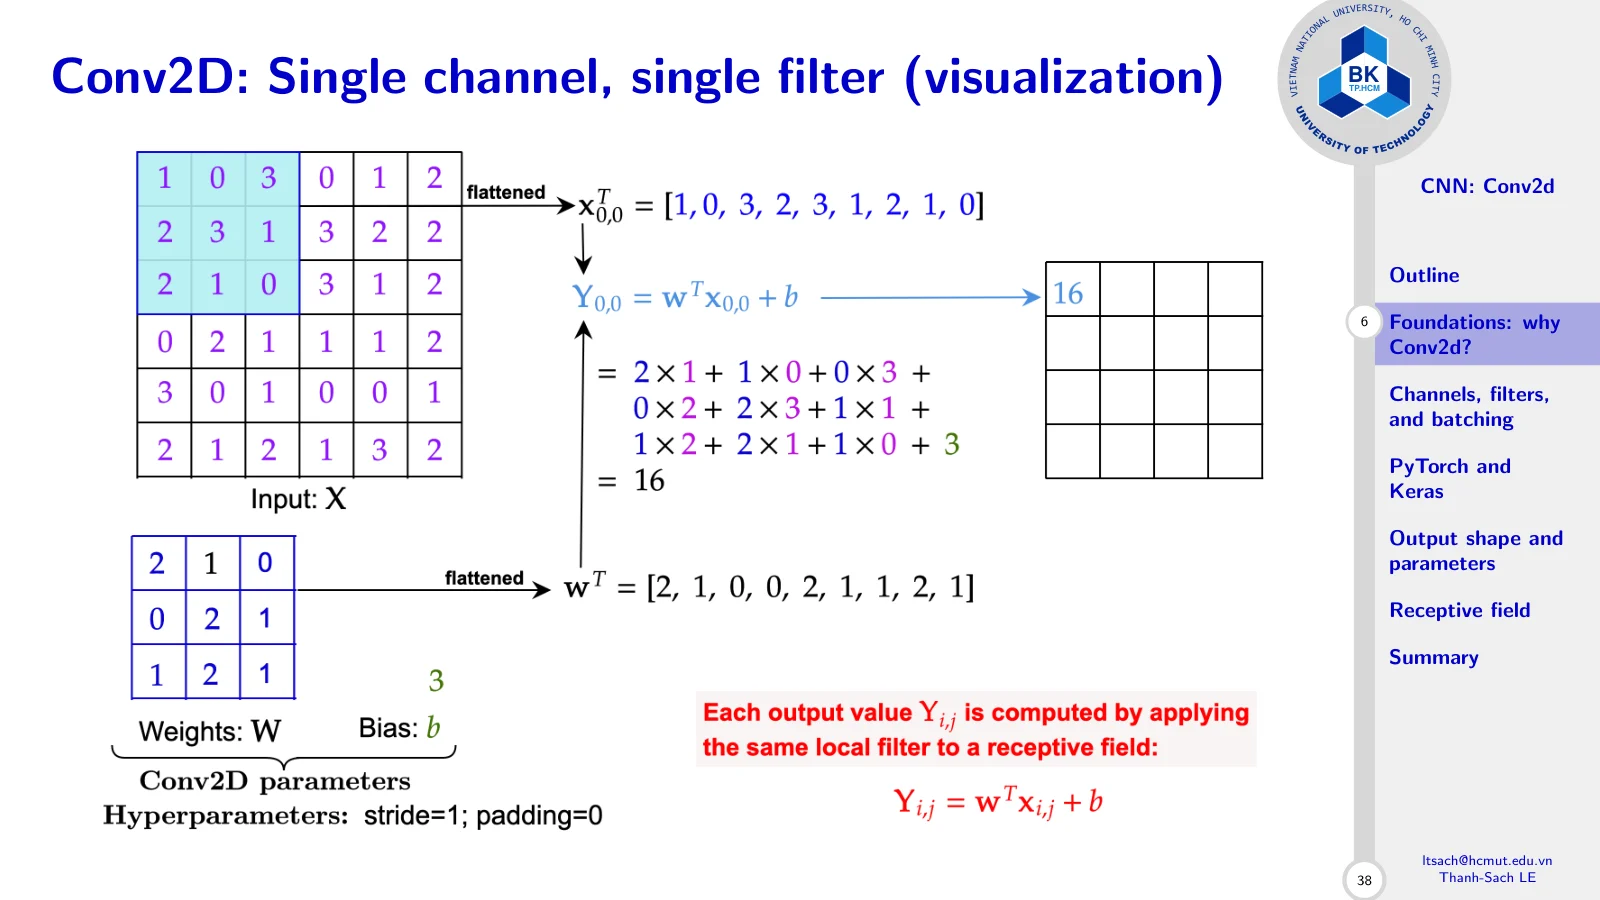 Conv2D: Single channel, single filter (visualization)
1 0 3 0 1 2
2 3 1 3 2 2
2 1 0 3 1 2
0 2 1 1 1 2
3 0 1 0 0 1
2 1 2 1 3 2
Input: X
flattened
x^T_{0,0} = [1, 0, 3, 2, 3, 1, 2, 1, 0]
Y_{0,0} = w^T x_{0,0} + b
16
= 2 × 1 + 1 × 0 + 0 × 3 +
0 × 2 + 2 × 3 + 1 × 1 +
1 × 2 + 2 × 1 + 1 × 0 + 3
= 16
2 1 0
0 2 1
1 2 1
flattened
w^T = [2, 1, 0, 0, 2, 1, 1, 2, 1]
3
Weights: W
Bias: b
Conv2D parameters
Hyperparameters: stride=1; padding=0
Each output value Y_{i,j} is computed by applying
the same local filter to a receptive field:
Y_{i,j} = w^T x_{i,j} + b
VIETNAM NATIONAL UNIVERSITY, HO CHI MINH CITY
BK
TP.HCM
UNIVERSITY OF TECHNOLOGY
CNN: Conv2d
Outline
6
Foundations: why
Conv2d?
Channels, filters,
and batching
PyTorch and
Keras
Output shape and
parameters
Receptive field
Summary
ltsach@hcmut.edu.vn
Thanh-Sach LE
38